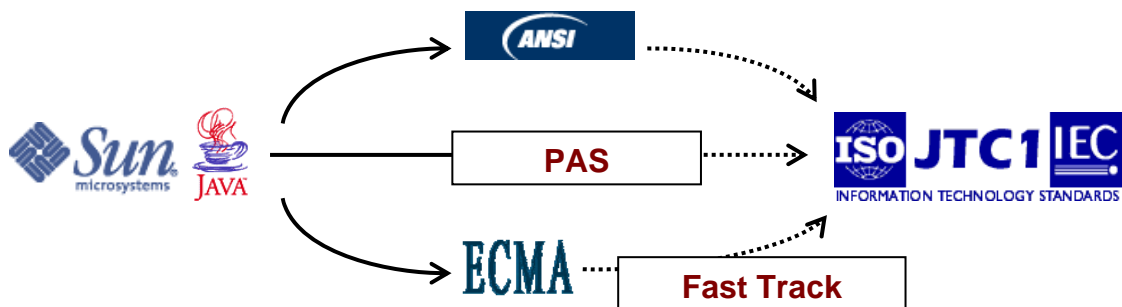 ANSI
Sun
microsystems
JAVA
PAS
ISO JTC1 IEC
INFORMATION TECHNOLOGY STANDARDS
ECMA
Fast Track